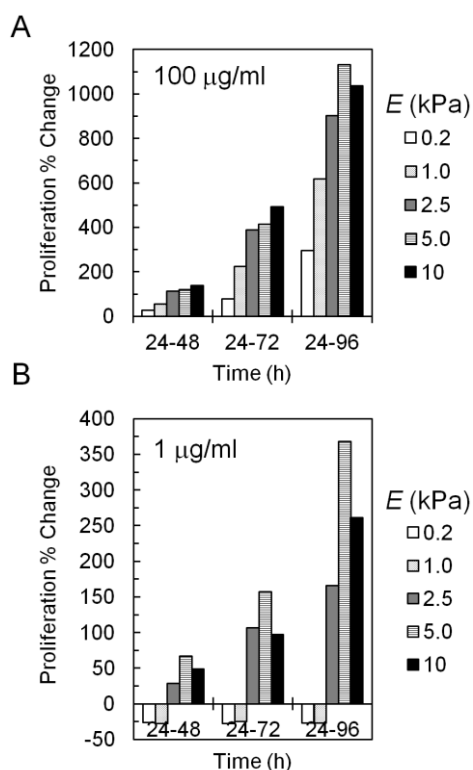 A
100 μg/ml
Proliferation % Change
1200
1000
800
600
400
200
0
24-48 24-72 24-96
Time (h)
E (kPa)
0.2
1.0
2.5
5.0
10
B
1 μg/ml
Proliferation % Change
400
350
300
250
200
150
100
50
0
-50
24-48 24-72 24-96
Time (h)
E (kPa)
0.2
1.0
2.5
5.0
10